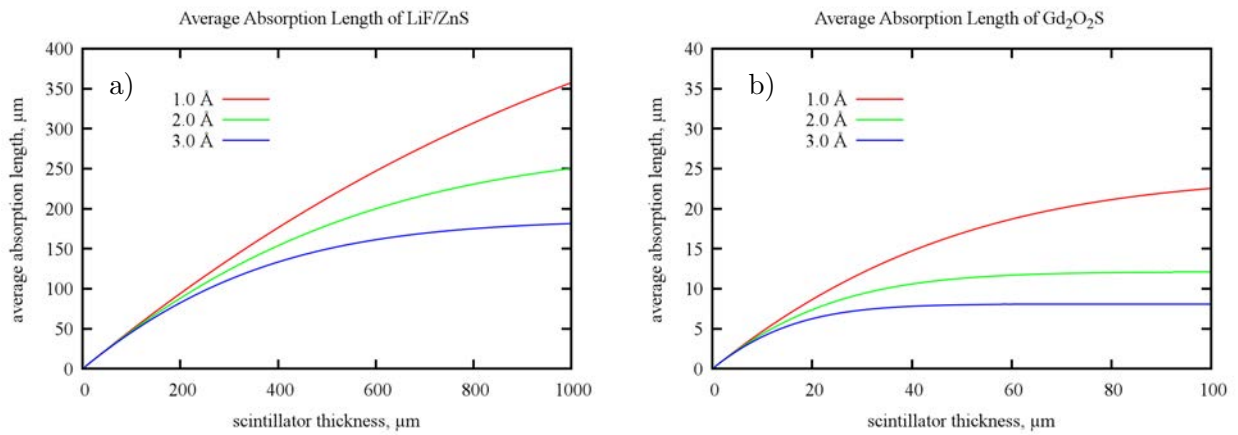 Average Absorption Length of LiF/ZnS
a)
1.0 Å
2.0 Å
3.0 Å
average absorption length, µm
400
350
300
250
200
150
100
50
0
0 200 400 600 800 1000
scintillator thickness, µm
Average Absorption Length of Gd₂O₂S
b)
1.0 Å
2.0 Å
3.0 Å
average absorption length, µm
40
35
30
25
20
15
10
5
0
0 20 40 60 80 100
scintillator thickness, µm